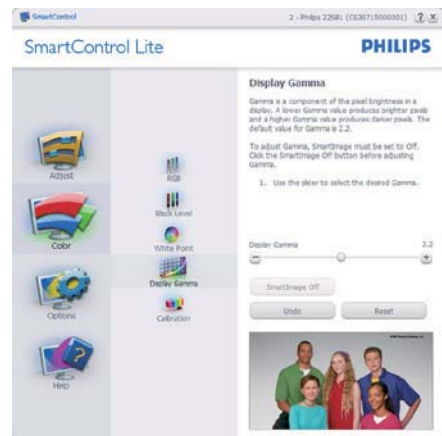 SmartControl
2 - Philips 225B1 (CG30715000001)
SmartControl Lite
PHILIPS
Adjust
Color
Options
Help
RGB
Black Level
White Point
Display Gamma
Calibration
Display Gamma
Gamma is a component of the pixel brightness in a
display. A lower Gamma value produces brighter pixels
and a higher Gamma value produces darker pixels. The
default value for Gamma is 2.2.
To adjust Gamma, SmartImage must be set to Off.
Click the SmartImage Off button before adjusting
Gamma.
1. Use the slider to select the desired Gamma.
Display Gamma 2.2
SmartImage Off
Undo Reset